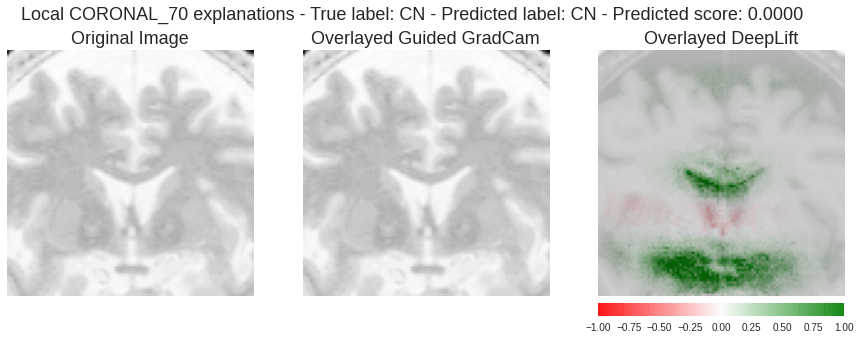 Local CORONAL_70 explanations - True label: CN - Predicted label: CN - Predicted score: 0.0000
Original Image
Overlayed Guided GradCam
Overlayed DeepLift
−1.00 −0.75 −0.50 −0.25 0.00 0.25 0.50 0.75 1.00